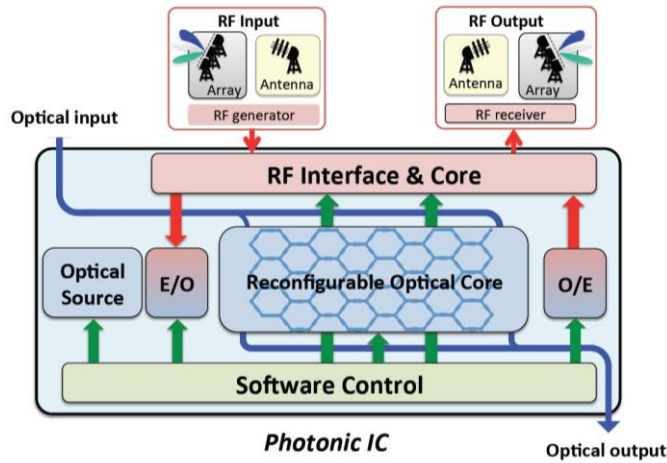 RF Input
Array
Antenna
RF generator
RF Output
Antenna
Array
RF receiver
Optical input
RF Interface & Core
Optical
Source
E/O
Reconfigurable Optical Core
O/E
Software Control
Photonic IC
Optical output